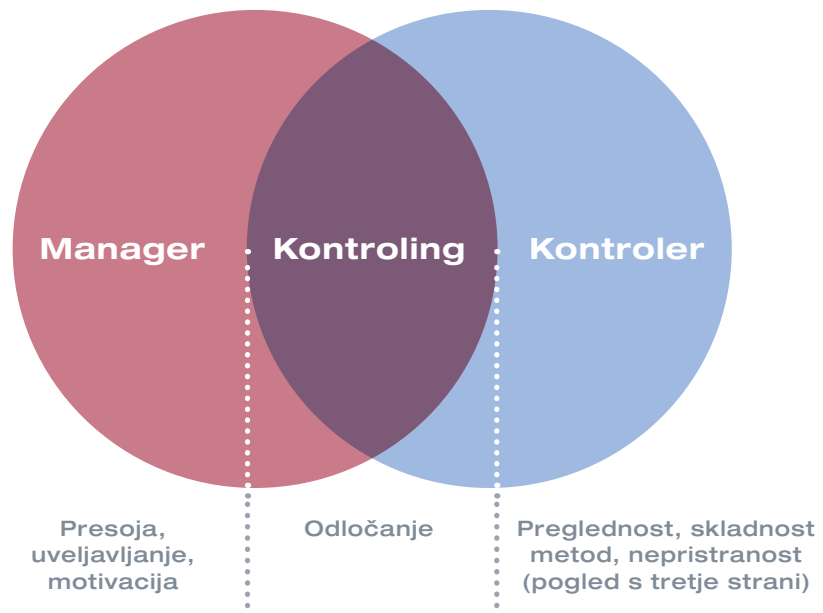 Manager
Kontroling
Kontroler
Presoja,
uveljavljanje,
motivacija
Odločanje
Preglednost, skladnost
metod, nepristranost
(pogled s tretje strani)